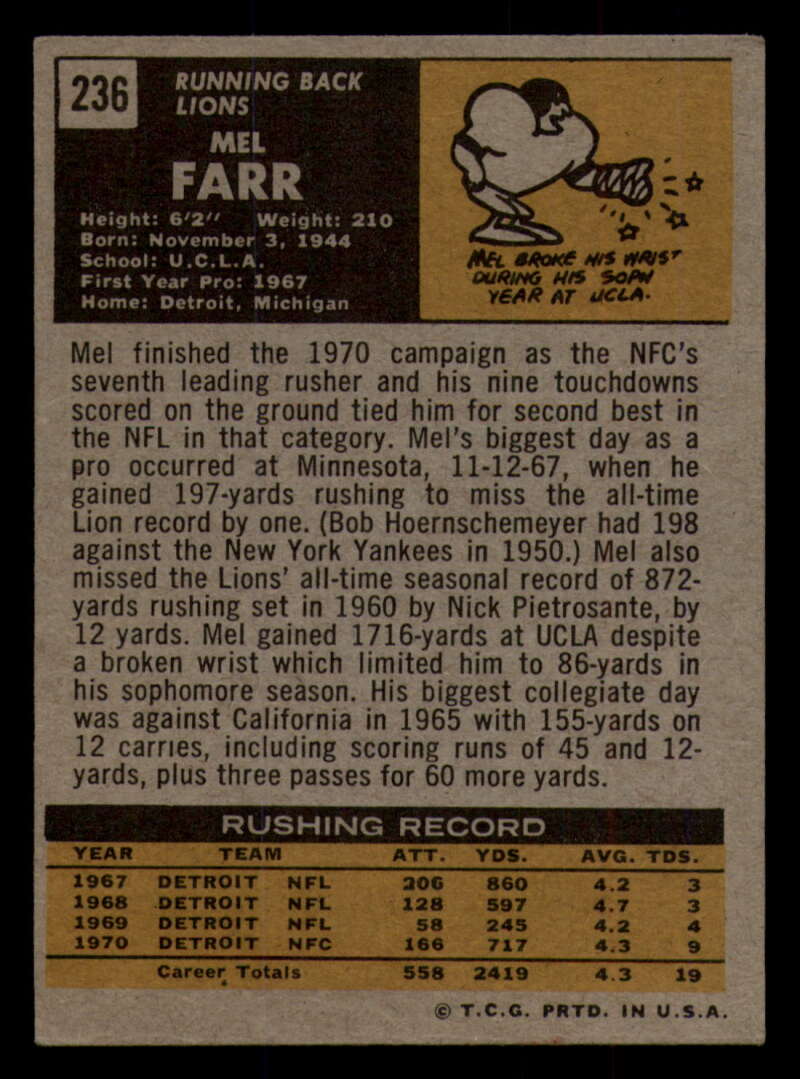 236
RUNNING BACK
LIONS
MEL
FARR
Height: 6'2" Weight: 210
Born: November 3, 1944
School: U.C.L.A.
First Year Pro: 1967
Home: Detroit, Michigan
MEL BROKE HIS WRIST
DURING HIS SOPH
YEAR AT UCLA.
Mel finished the 1970 campaign as the NFC's
seventh leading rusher and his nine touchdowns
scored on the ground tied him for second best in
the NFL in that category. Mel's biggest day as a
pro occurred at Minnesota, 11-12-67, when he
gained 197-yards rushing to miss the all-time
Lion record by one. (Bob Hoernschemeyer had 198
against the New York Yankees in 1950.) Mel also
missed the Lions' all-time seasonal record of 872-
yards rushing set in 1960 by Nick Pietrosante, by
12 yards. Mel gained 1716-yards at UCLA despite
a broken wrist which limited him to 86-yards in
his sophomore season. His biggest collegiate day
was against California in 1965 with 155-yards on
12 carries, including scoring runs of 45 and 12-
yards, plus three passes for 60 more yards.
RUSHING RECORD
YEAR TEAM ATT. YDS. AVG. TDS.
1967 DETROIT NFL 206 860 4.2 3
1968 DETROIT NFL 128 597 4.7 3
1969 DETROIT NFL 58 245 4.2 4
1970 DETROIT NFC 166 717 4.3 9
Career Totals 558 2419 4.3 19
© T.C.G. PRTD. IN U.S.A.